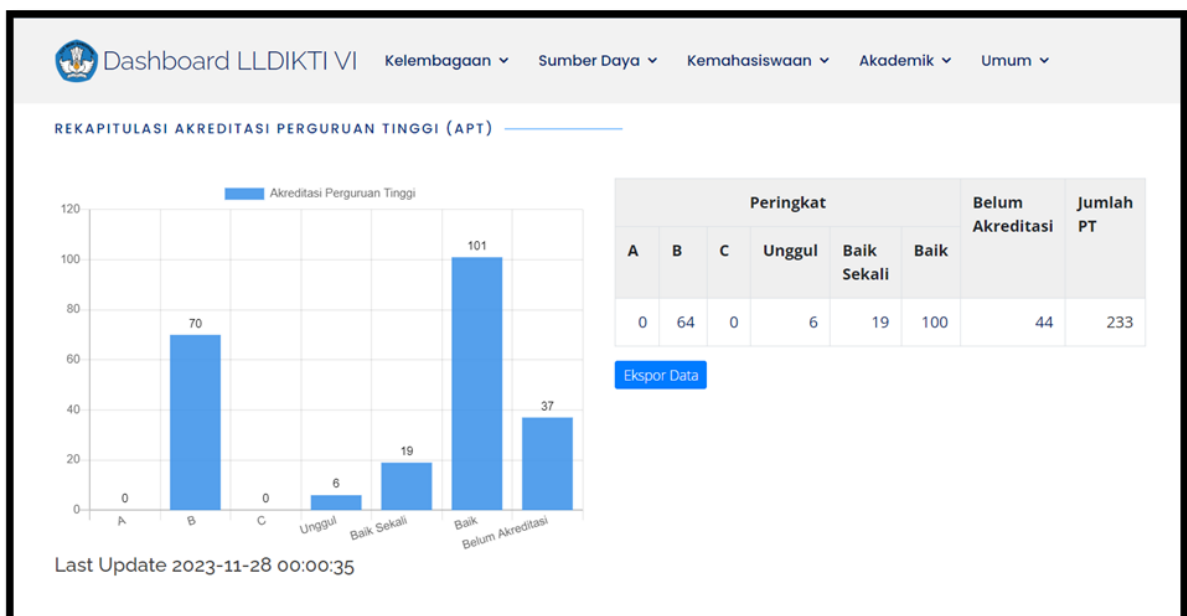 Dashboard LLDIKTI VI Kelembagaan Sumber Daya Kemahasiswaan Akademik Umum
REKAPITULASI AKREDITASI PERGURUAN TINGGI (APT)
Akreditasi Perguruan Tinggi
120
100
80
60
40
20
0
0
70
0
6
19
101
37
A
B
C
Unggul
Baik Sekali
Baik
Belum Akreditasi
Last Update 2023-11-28 00:00:35
Peringkat
Belum
Akreditasi
Jumlah
PT
A B C Unggul Baik
Sekali
Baik
0 64 0 6 19 100 44 233
Ekspor Data